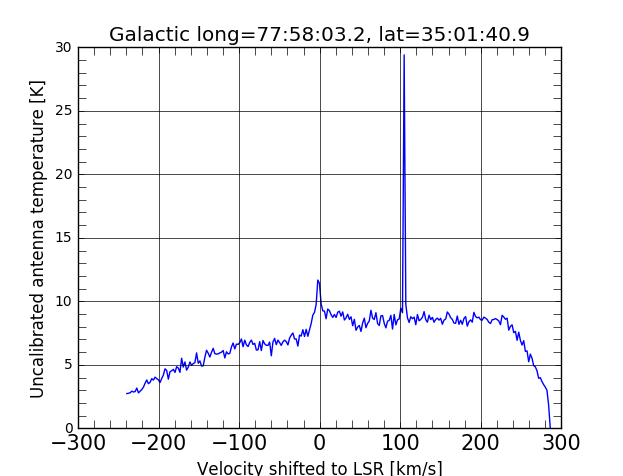 Galactic long=77:58:03.2, lat=35:01:40.9
Uncalibrated antenna temperature [K]
30
25
20
15
10
5
0
−300 −200 −100 0 100 200 300
Velocity shifted to LSR [km/s]